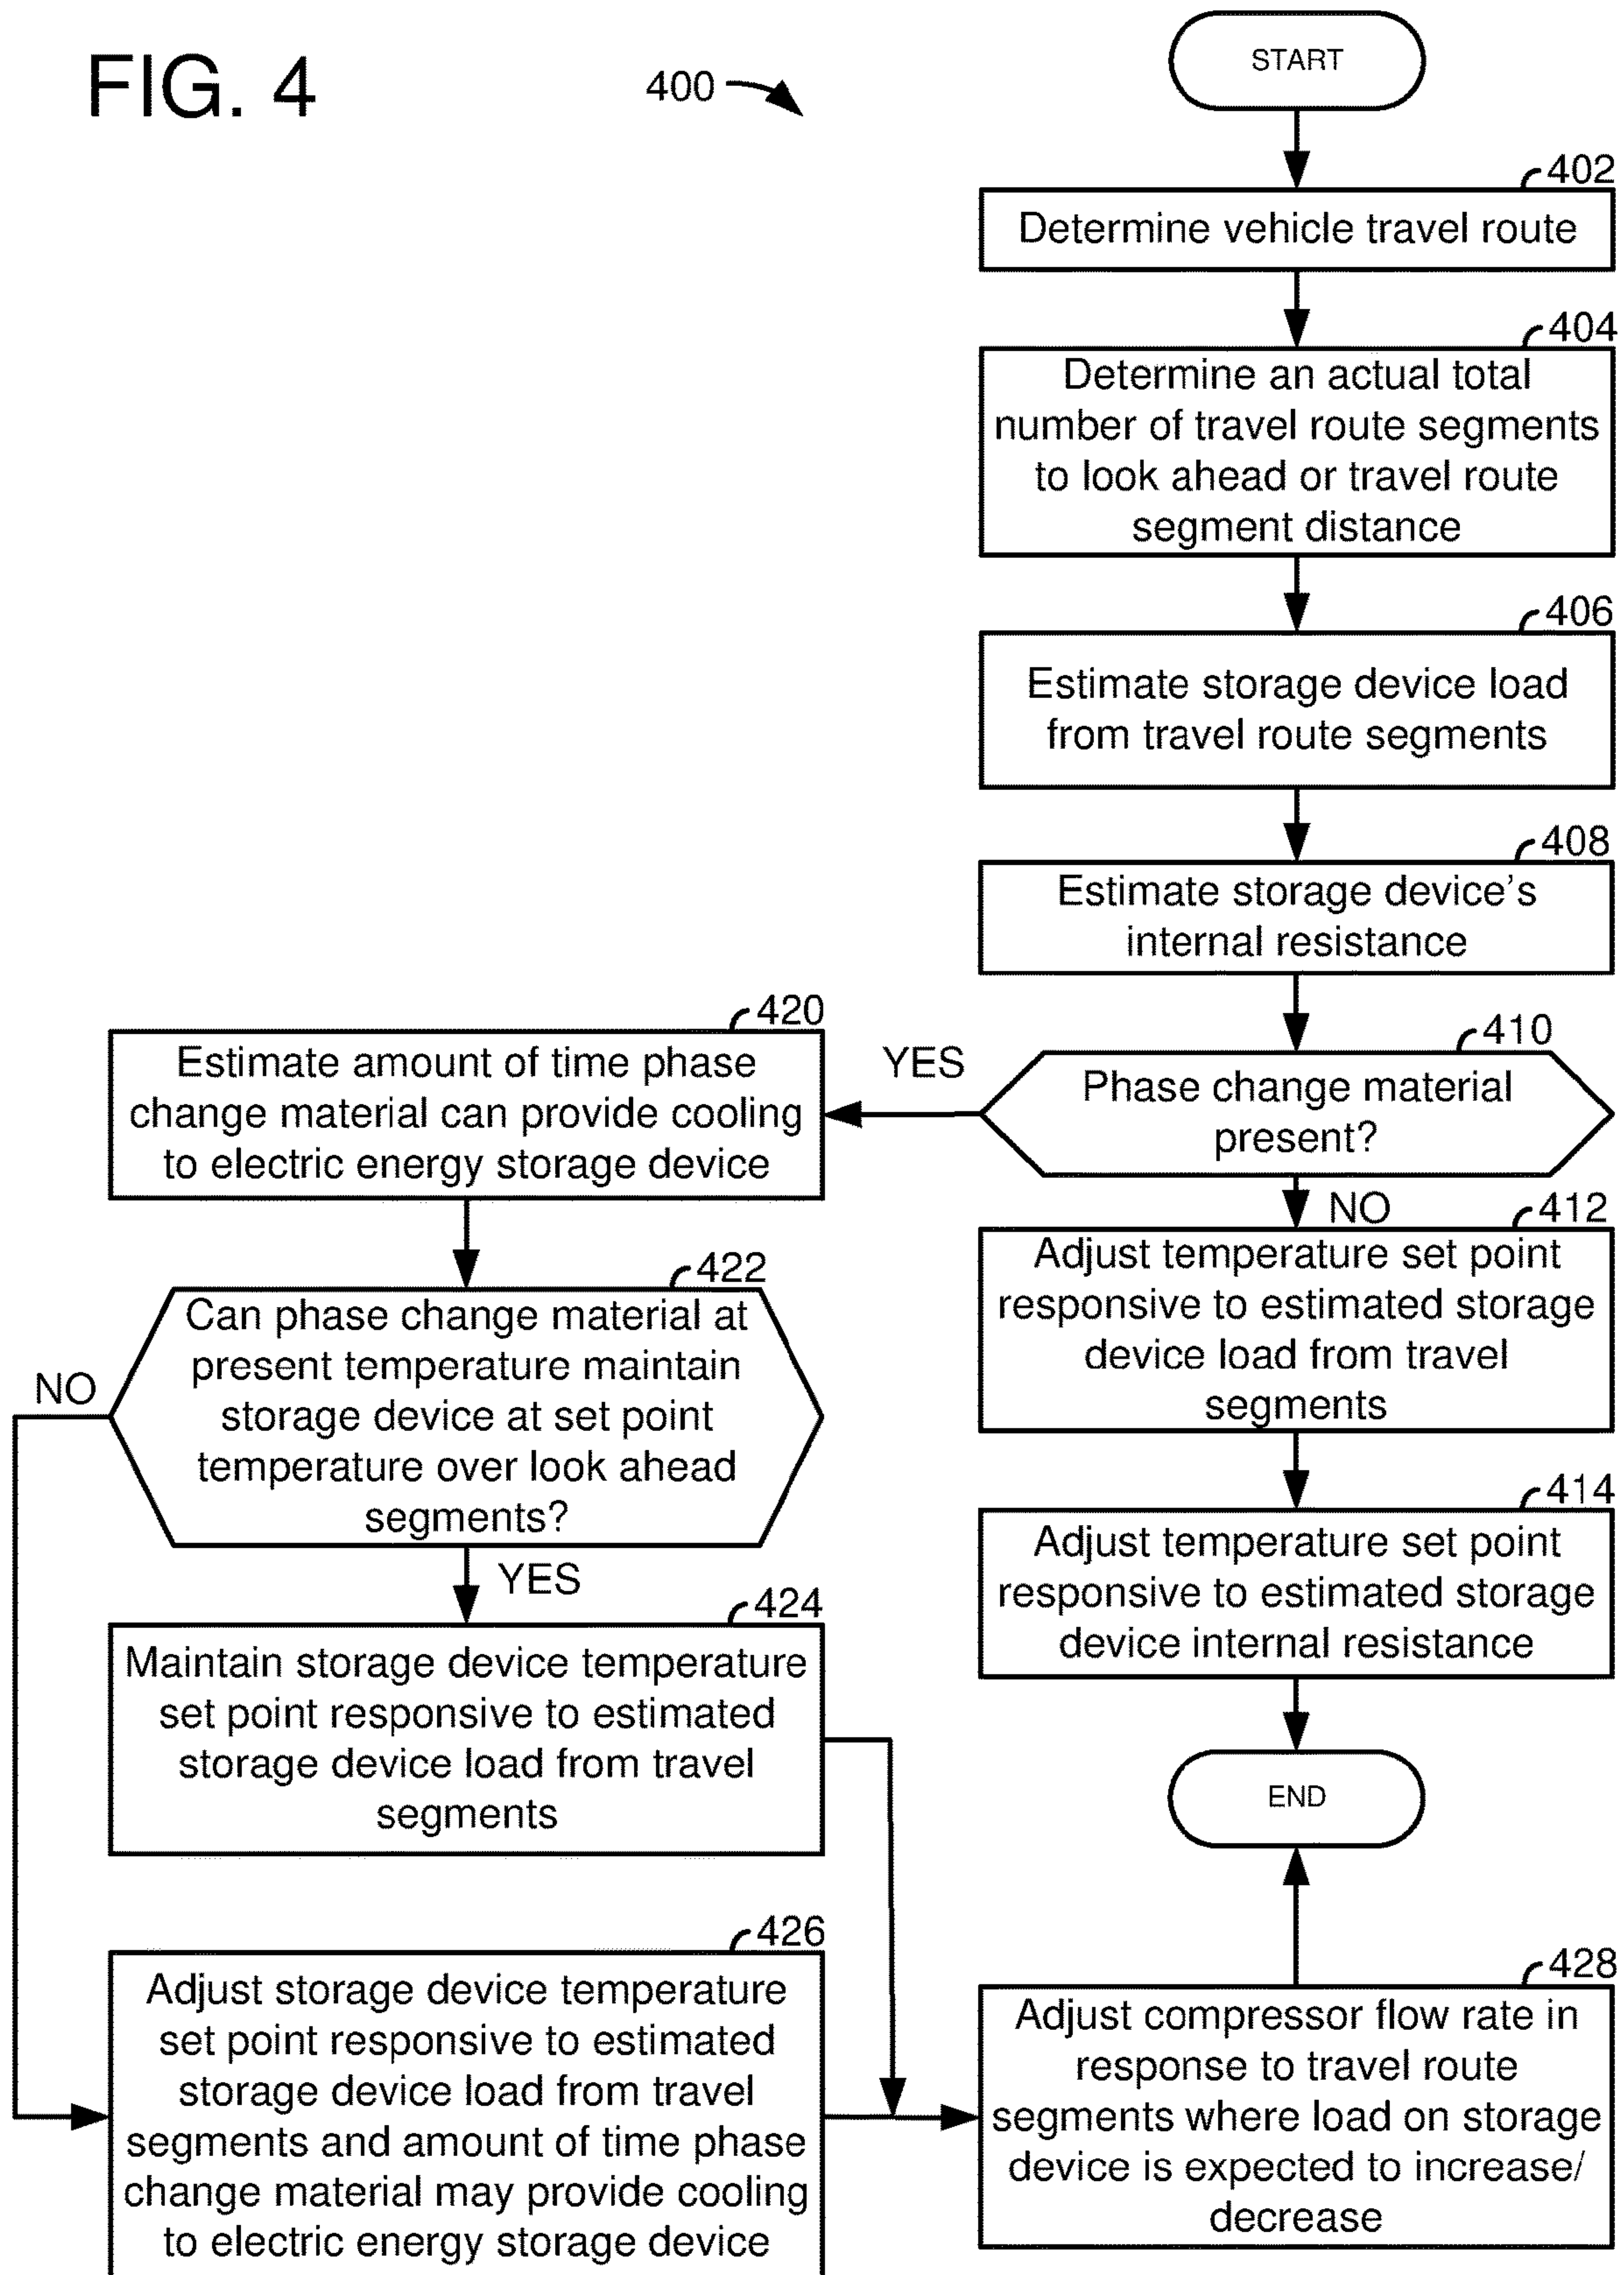 FIG. 4
400
START
402
Determine vehicle travel route
404
Determine an actual total
number of travel route segments
to look ahead or travel route
segment distance
406
Estimate storage device load
from travel route segments
408
Estimate storage device’s
internal resistance
410
Phase change material
present?
YES
NO
420
Estimate amount of time phase
change material can provide cooling
to electric energy storage device
412
Adjust temperature set point
responsive to estimated storage
device load from travel
segments
422
Can phase change material at
present temperature maintain
storage device at set point
temperature over look ahead
segments?
NO
YES
414
Adjust temperature set point
responsive to estimated storage
device internal resistance
424
Maintain storage device temperature
set point responsive to estimated
storage device load from travel
segments
END
426
Adjust storage device temperature
set point responsive to estimated
storage device load from travel
segments and amount of time phase
change material may provide cooling
to electric energy storage device
428
Adjust compressor flow rate in
response to travel route
segments where load on storage
device is expected to increase/
decrease